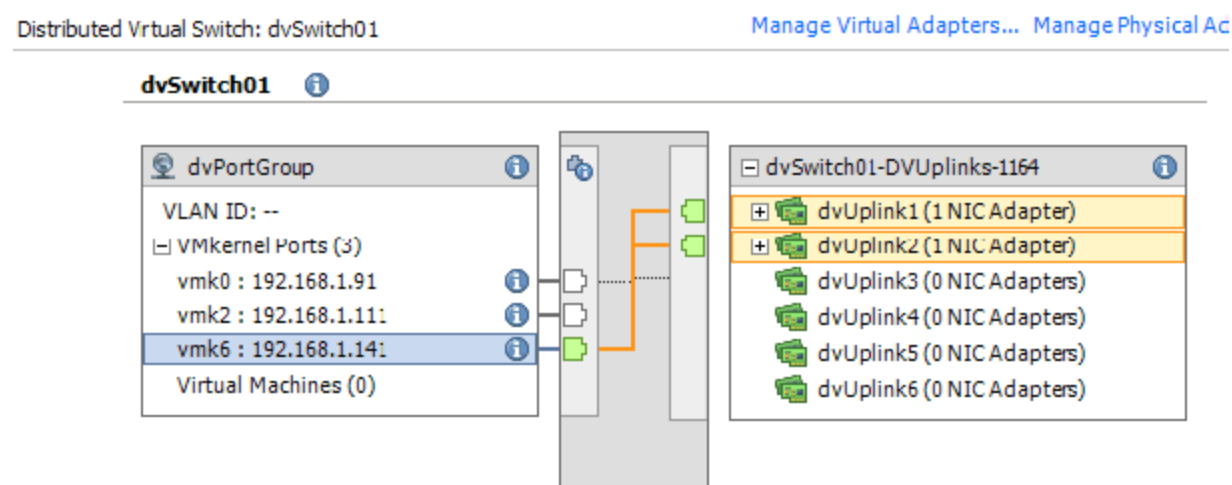 Distributed Vrtual Switch: dvSwitch01
Manage Virtual Adapters... Manage Physical Ac
dvSwitch01
dvPortGroup
VLAN ID: --
VMkernel Ports (3)
vmk0 : 192.168.1.91
vmk2 : 192.168.1.111
vmk6 : 192.168.1.141
Virtual Machines (0)
dvSwitch01-DVUplinks-1164
dvUplink1 (1 NIC Adapter)
dvUplink2 (1 NIC Adapter)
dvUplink3 (0 NIC Adapters)
dvUplink4 (0 NIC Adapters)
dvUplink5 (0 NIC Adapters)
dvUplink6 (0 NIC Adapters)